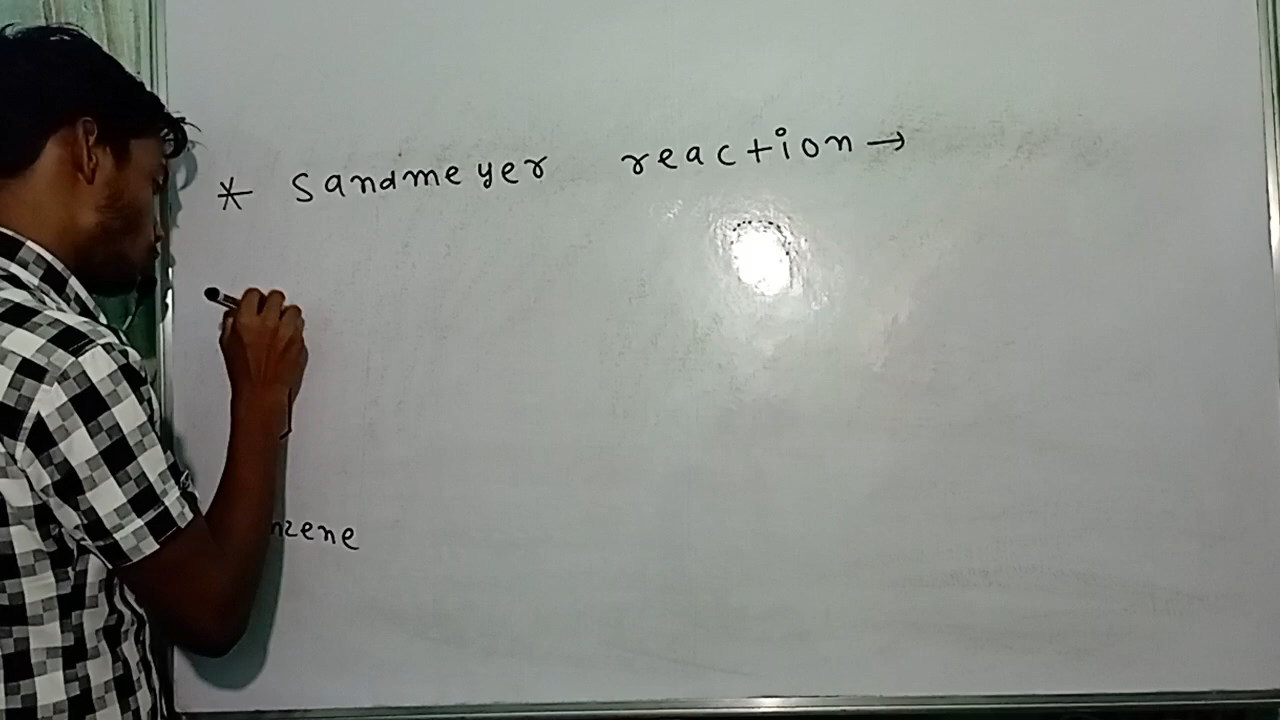 * Sandmeyer reaction →
nzene